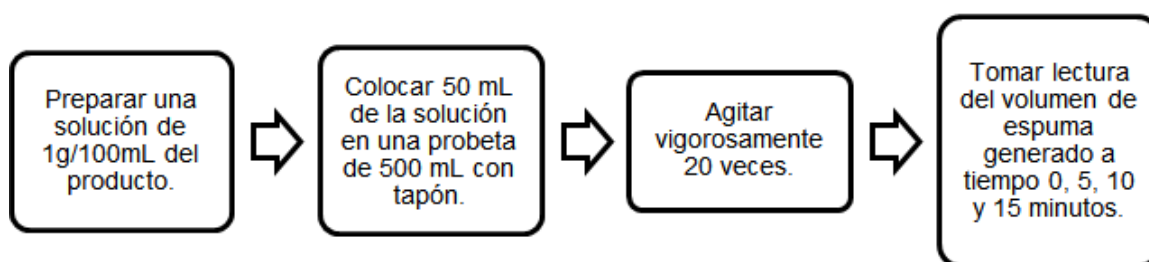 Preparar una
solución de
1g/100mL del
producto.
Colocar 50 mL
de la solución
en una probeta
de 500 mL con
tapón.
Agitar
vigorosamente
20 veces.
Tomar lectura
del volumen de
espuma
generado a
tiempo 0, 5, 10
y 15 minutos.